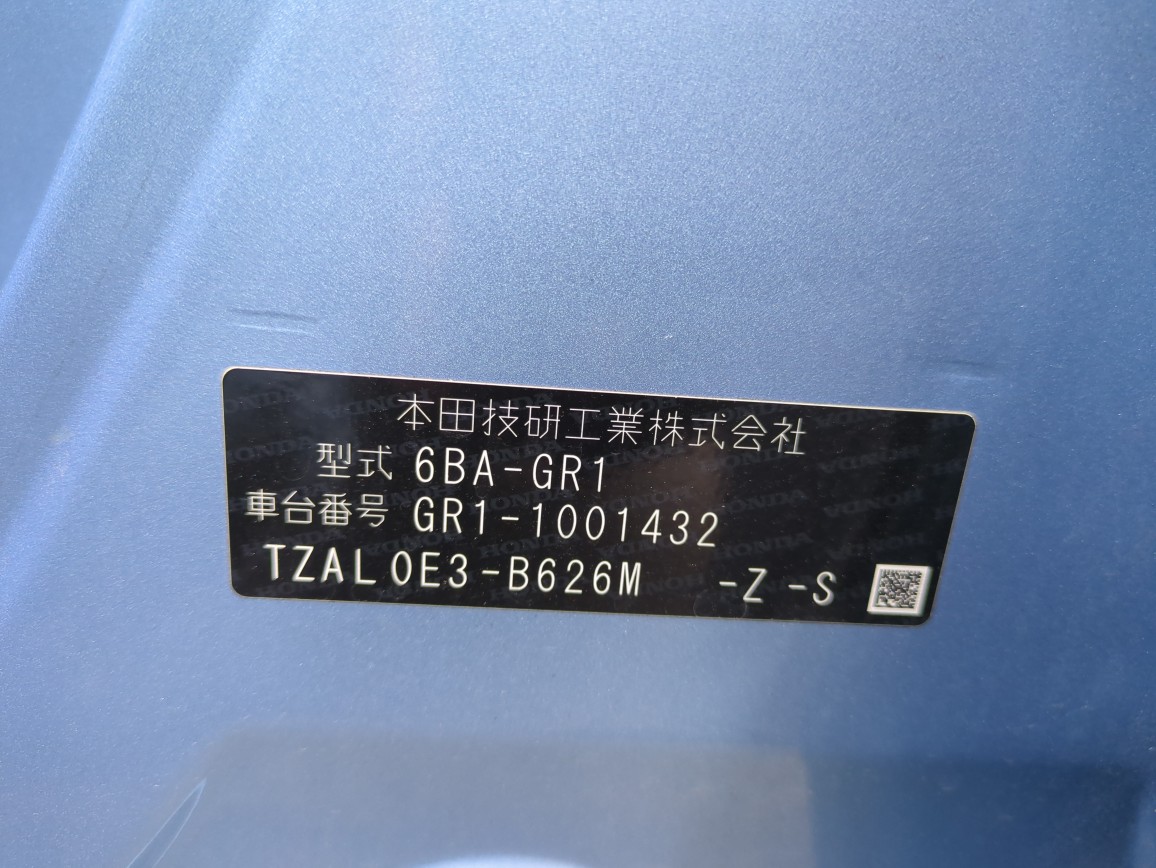 本田技研工業株式会社
型式 6BA-GR1
車台番号 GR1-1001432
TZAL0E3-B626M -Z -S